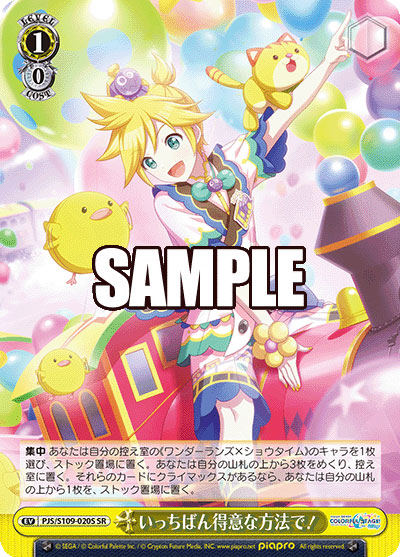 LEVEL
1
0
COST
SAMPLE
集中 あなたは自分の控え室の《ワンダーランズ×ショウタイム》のキャラを1枚
選び、ストック置場に置く。あなたは自分の山札の上から3枚をめくり、控え
室に置く。それらのカードにクライマックスがあるなら、あなたは自分の山札
の上から1枚を、ストック置場に置く。
EV PJS/S109-020S SR いっちばん得意な方法で！
COLORFUL STAGE!
© SEGA / © Colorful Palette Inc. / © Crypton Future Media, INC. www.piapro.net piapro All rights reserved.